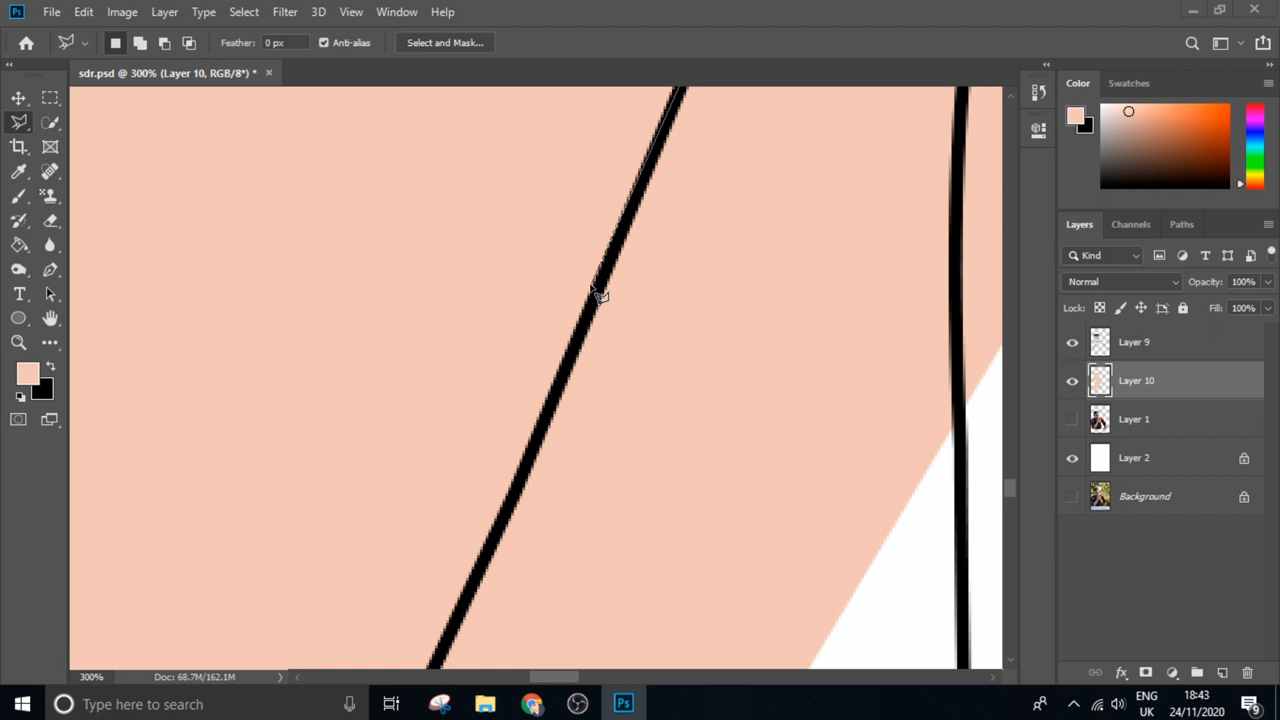 Ps File Edit Image Layer Type Select Filter 3D View Window Help
Feather: 0 px Anti-alias Select and Mask...
sdr.psd @ 300% (Layer 10, RGB/8*) *
Color Swatches
Layers Channels Paths
Kind
Normal Opacity: 100%
Lock: Fill: 100%
Layer 9
Layer 10
Layer 1
Layer 2
Background
300% Doc: 68.7M/162.1M
Type here to search
Ps
ENG
UK
18:43
24/11/2020